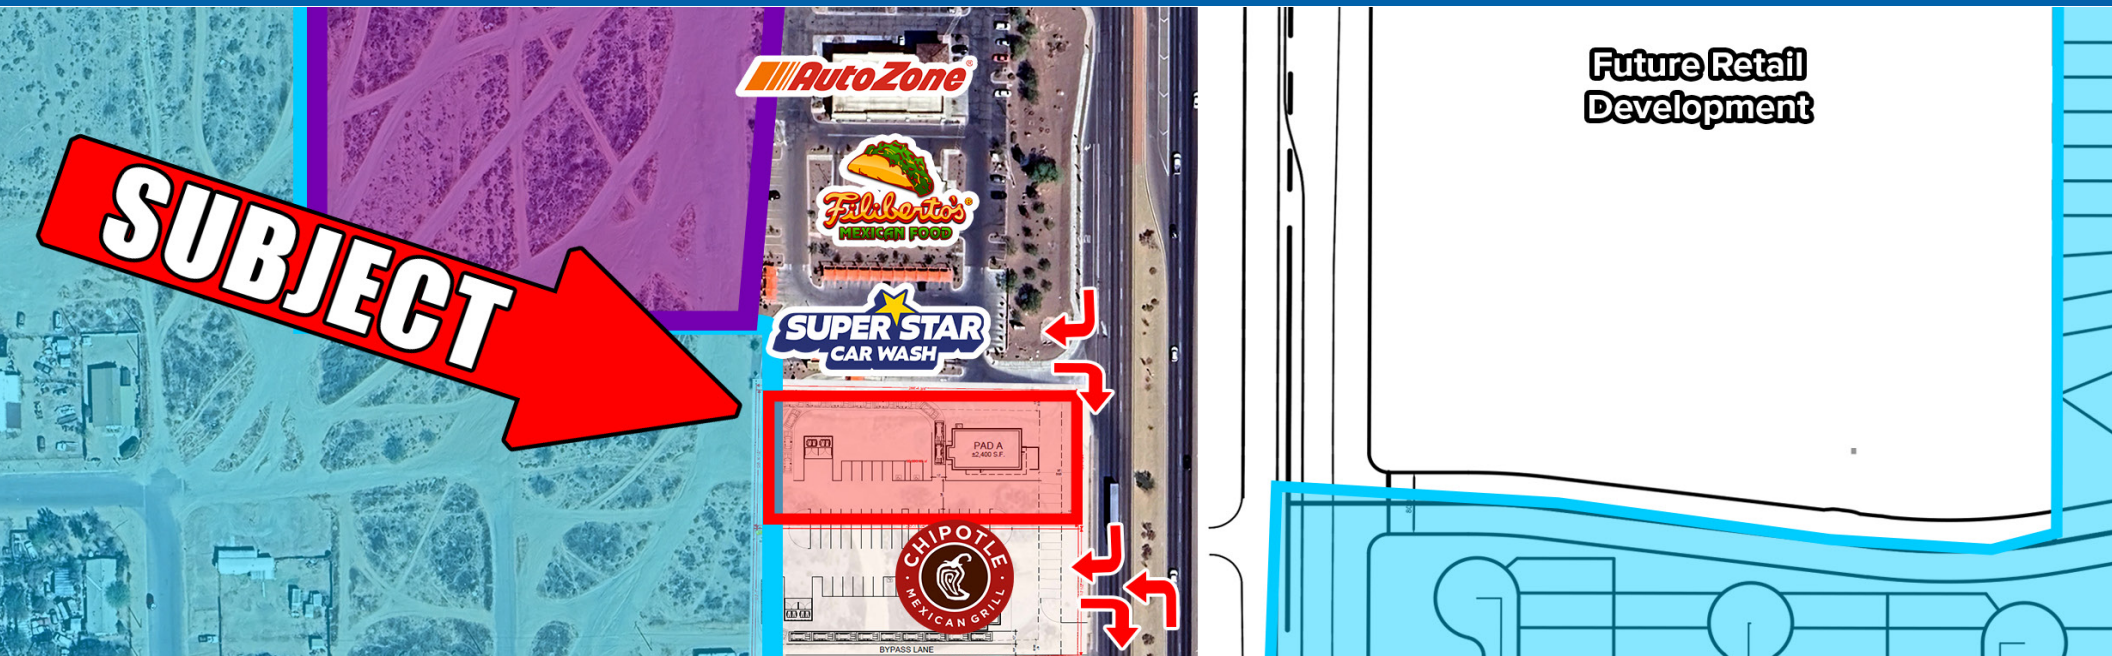 Future Retail
Development
AutoZone
Filiberto's®
MEXICAN FOOD
SUBJECT
SUPER STAR
CAR WASH
PAD A
±2,400 S.F.
CHIPOTLE
MEXICAN GRILL
BYPASS LANE